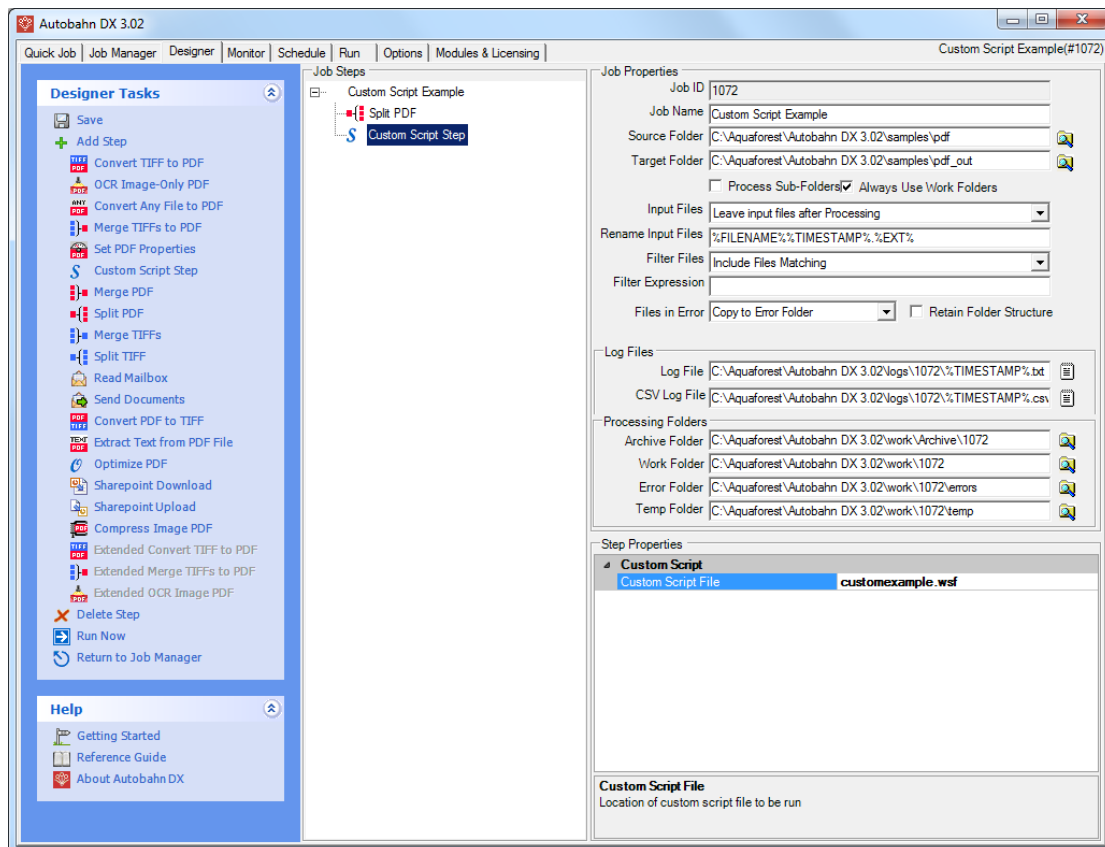 Autobahn DX 3.02
Quick Job Job Manager Designer Monitor Schedule Run Options Modules & Licensing Custom Script Example(#1072)
Designer Tasks
Save
Add Step
Convert TIFF to PDF
OCR Image-Only PDF
Convert Any File to PDF
Merge TIFFs to PDF
Set PDF Properties
Custom Script Step
Merge PDF
Split PDF
Merge TIFFs
Split TIFF
Read Mailbox
Send Documents
Convert PDF to TIFF
Extract Text from PDF File
Optimize PDF
Sharepoint Download
Sharepoint Upload
Compress Image PDF
Extended Convert TIFF to PDF
Extended Merge TIFFs to PDF
Extended OCR Image PDF
Delete Step
Run Now
Return to Job Manager
Help
Getting Started
Reference Guide
About Autobahn DX
Job Steps
Custom Script Example
Split PDF
Custom Script Step
Job Properties
Job ID 1072
Job Name Custom Script Example
Source Folder C:\Aquaforest\Autobahn DX 3.02\samples\pdf
Target Folder C:\Aquaforest\Autobahn DX 3.02\samples\pdf_out
Process Sub-Folders Always Use Work Folders
Input Files Leave input files after Processing
Rename Input Files %FILENAME%%TIMESTAMP%.%EXT%
Filter Files Include Files Matching
Filter Expression
Files in Error Copy to Error Folder Retain Folder Structure
Log Files
Log File C:\Aquaforest\Autobahn DX 3.02\logs\1072\%TIMESTAMP%.txt
CSV Log File C:\Aquaforest\Autobahn DX 3.02\logs\1072\%TIMESTAMP%.csv
Processing Folders
Archive Folder C:\Aquaforest\Autobahn DX 3.02\work\Archive\1072
Work Folder C:\Aquaforest\Autobahn DX 3.02\work\1072
Error Folder C:\Aquaforest\Autobahn DX 3.02\work\1072\errors
Temp Folder C:\Aquaforest\Autobahn DX 3.02\work\1072\temp
Step Properties
Custom Script
Custom Script File customexample.wsf
Custom Script File
Location of custom script file to be run